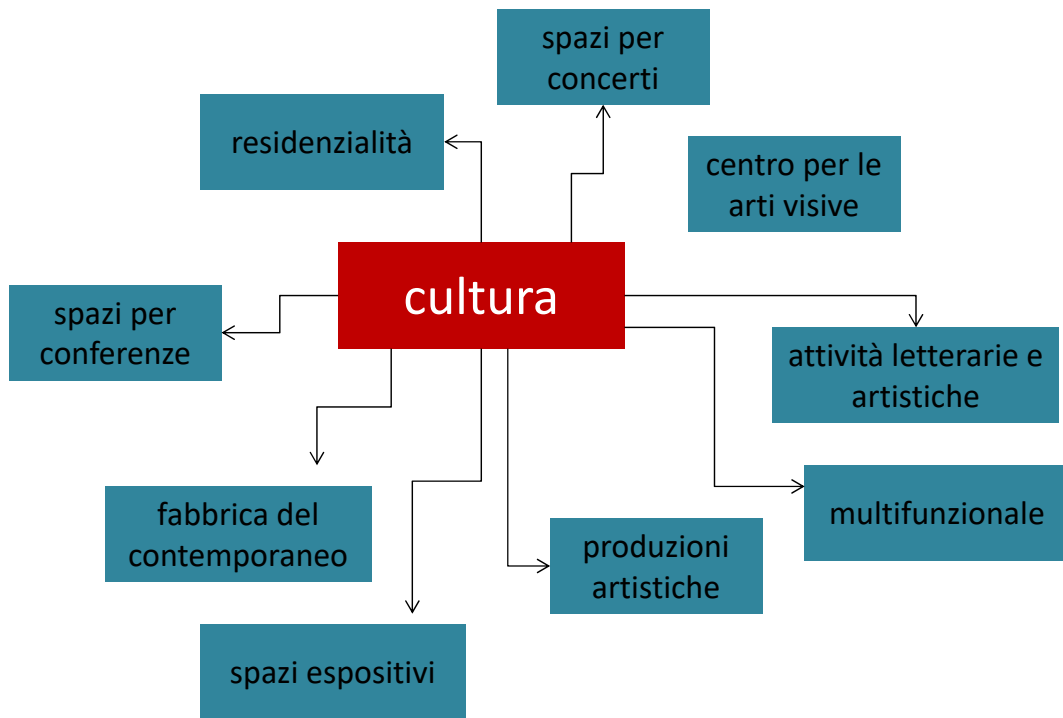 spazi per
concerti
residenzialità
centro per le
arti visive
cultura
spazi per
conferenze
attività letterarie e
artistiche
multifunzionale
fabbrica del
contemporaneo
produzioni
artistiche
spazi espositivi